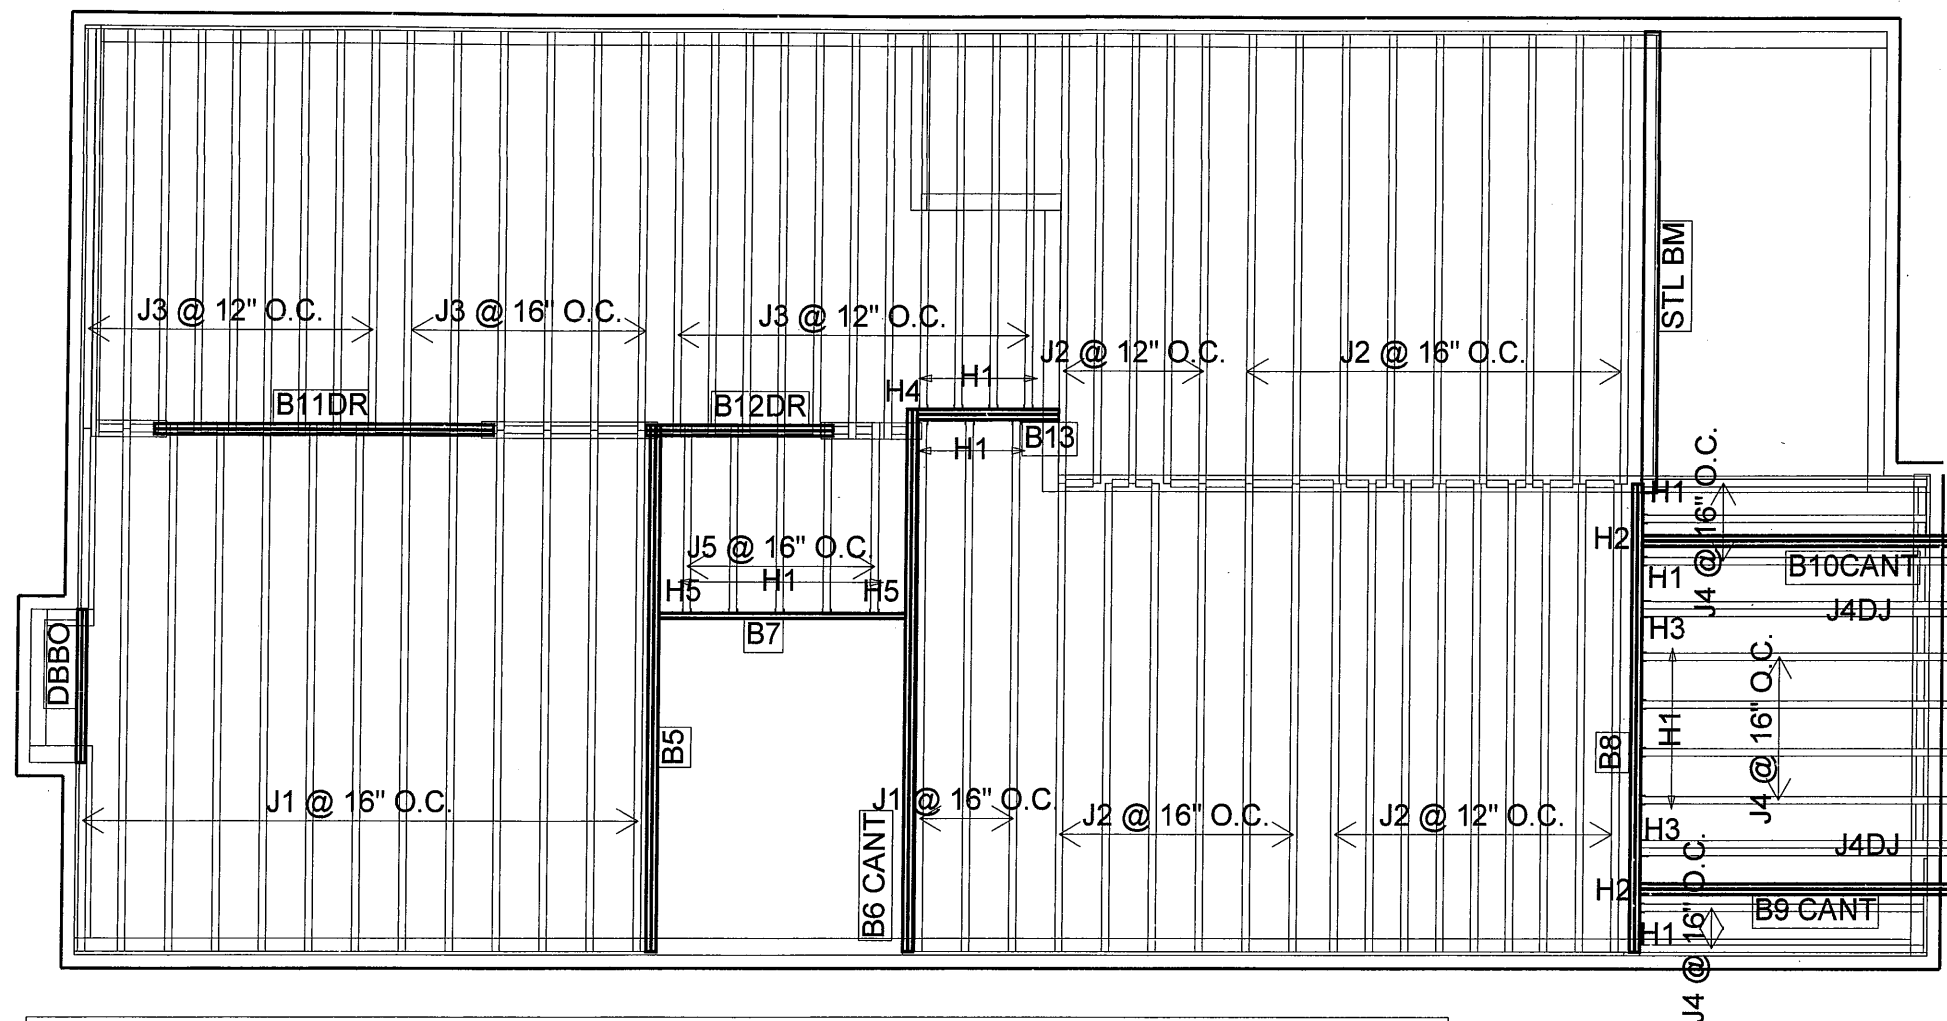 STL BM
J3 @ 12" O.C.
J3 @ 16" O.C.
J3 @ 12" O.C.
J2 @ 12" O.C.
J2 @ 16" O.C.
H1
H4
B11DR
B12DR
H1
B13
H1
J4 @ 16" O.C.
H2
J5 @ 16" O.C.
H1
H5
H5
B10CANT
H1
J4DJ
B7
H3
DBBO
B5
B8
H1
J4 @ 16" O.C.
J1 @ 16" O.C.
J1 @ 16" O.C.
J2 @ 16" O.C.
J2 @ 12" O.C.
H3
J4DJ
B6 CANT
H2
B9 CANT
H1
J4 @ 16" O.C.